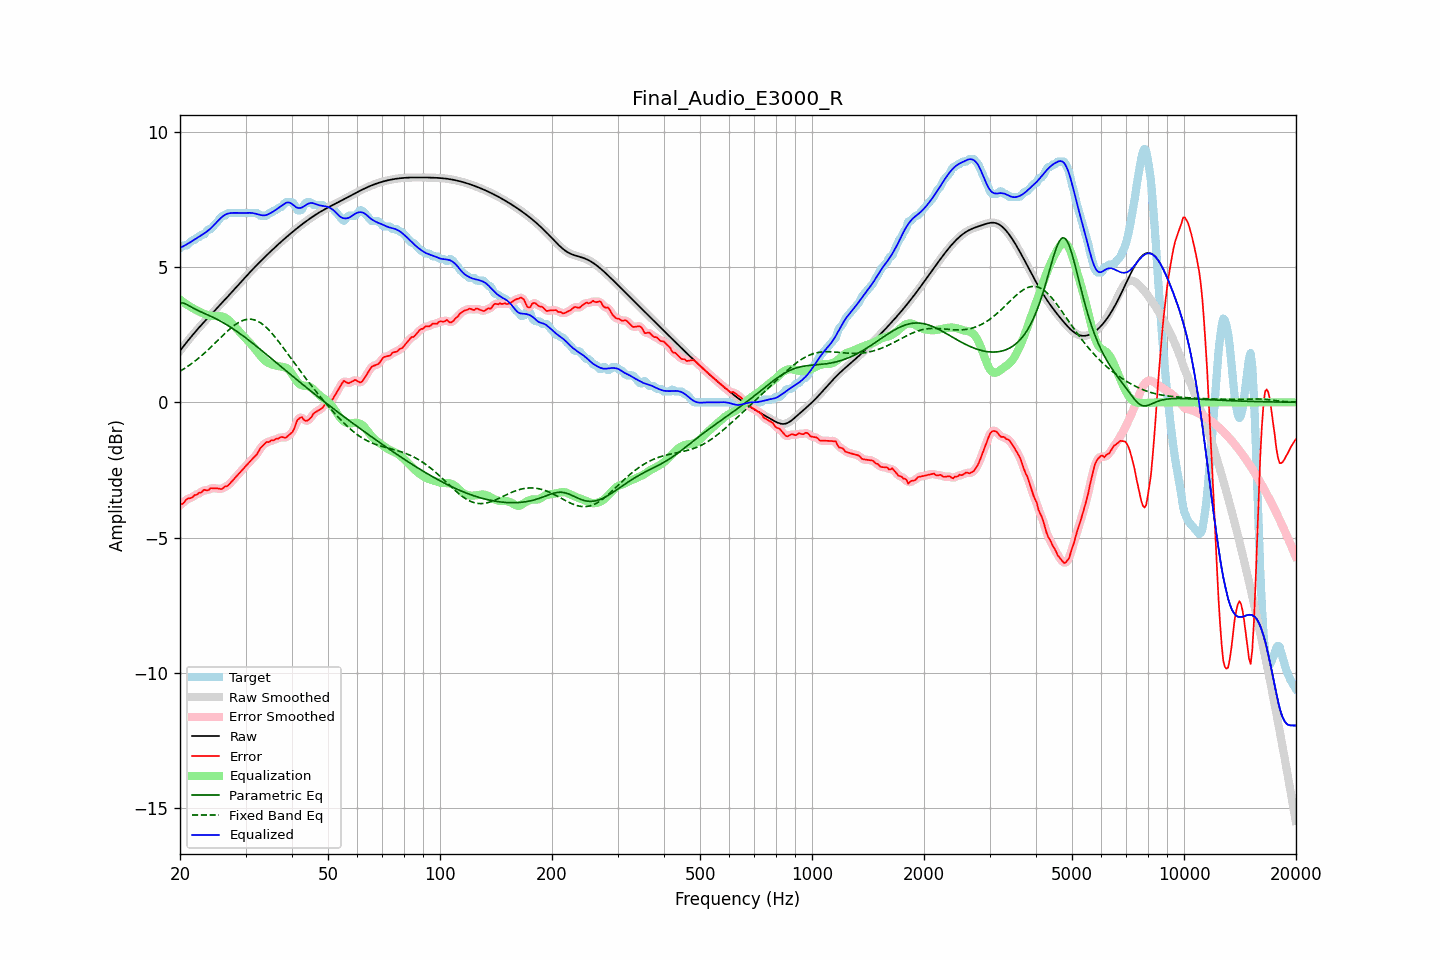 Final_Audio_E3000_R
10
5
0
−5
−10
−15
Amplitude (dBr)
Target
Raw Smoothed
Error Smoothed
Raw
Error
Equalization
Parametric Eq
Fixed Band Eq
Equalized
20 50 100 200 500 1000 2000 5000 10000 20000
Frequency (Hz)